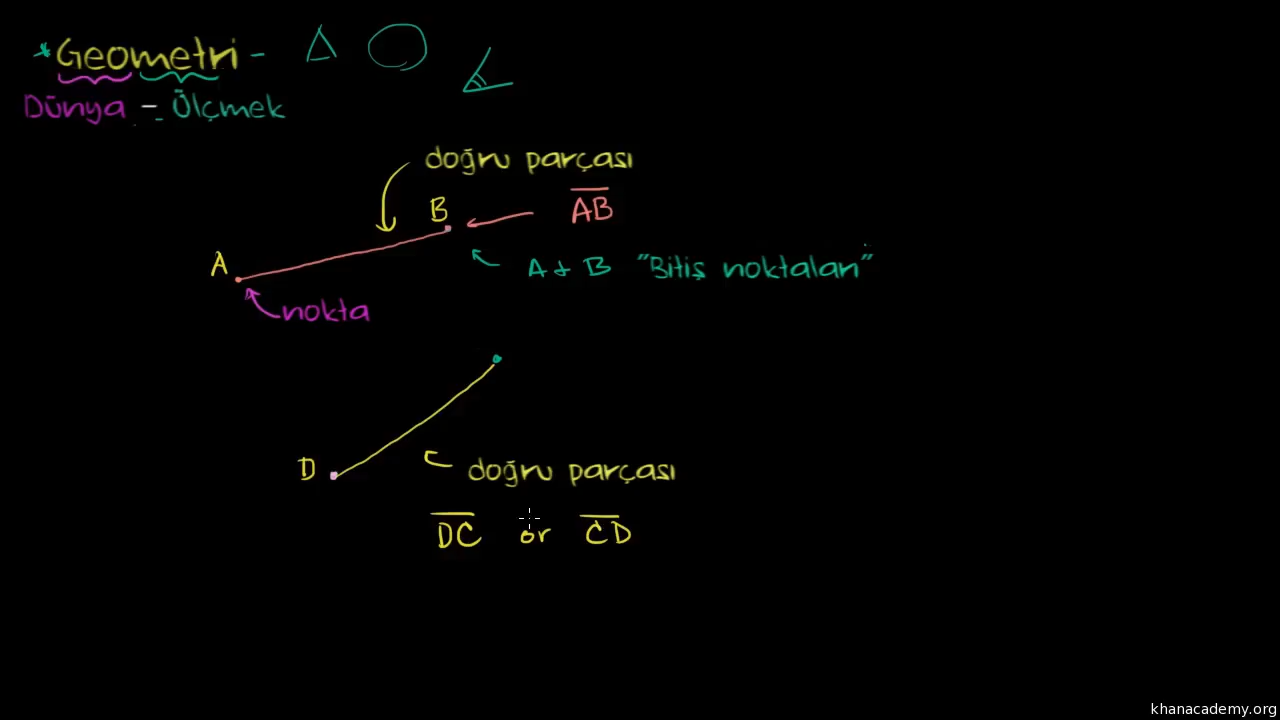 *Geometri -
Dünya - Ölçmek
doğru parçası
B
AB
A
A + B "Bitiş noktaları"
nokta
D
doğru parçası
DC or CD
khanacademy.org